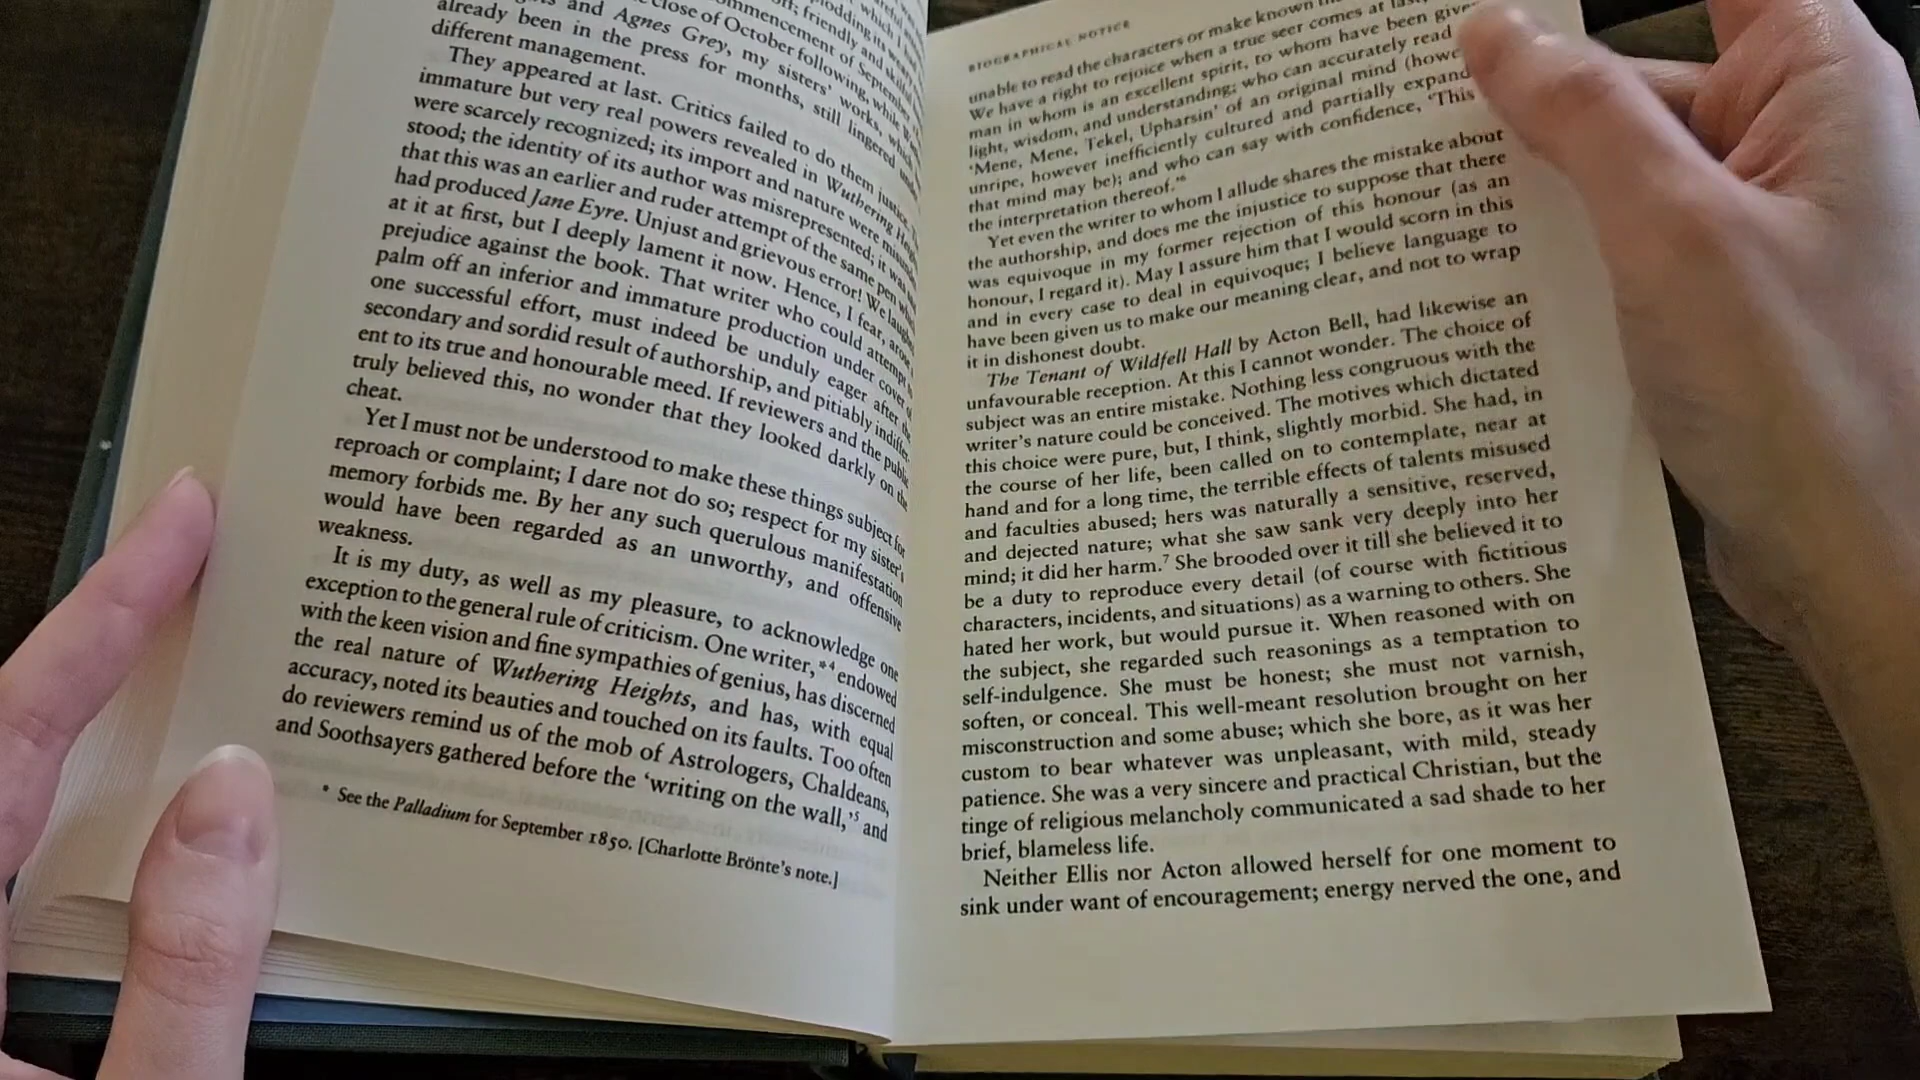 and Agnes Grey, my sisters' works, which
already been in the press for months, still lingered under
different management.
They appeared at last. Critics failed to do them justice. The
immature but very real powers revealed in Wuthering Heights
were scarcely recognized; its import and nature were misunder-
stood; the identity of its author was misrepresented; it was said
that this was an earlier and ruder attempt of the same pen which
had produced Jane Eyre. Unjust and grievous error! We laughed
at it at first, but I deeply lament it now. Hence, I fear, arose a
prejudice against the book. That writer who could attempt to
palm off an inferior and immature production under cover of
one successful effort, must indeed be unduly eager after the
secondary and sordid result of authorship, and pitiably indiffer-
ent to its true and honourable meed. If reviewers and the public
truly believed this, no wonder that they looked darkly on the
cheat.
Yet I must not be understood to make these things subject for
reproach or complaint; I dare not do so; respect for my sister's
memory forbids me. By her any such querulous manifestation
would have been regarded as an unworthy, and offensive
weakness.
It is my duty, as well as my pleasure, to acknowledge one
exception to the general rule of criticism. One writer,*4 endowed
with the keen vision and fine sympathies of genius, has discerned
the real nature of Wuthering Heights, and has, with equal
accuracy, noted its beauties and touched on its faults. Too often
do reviewers remind us of the mob of Astrologers, Chaldeans,
and Soothsayers gathered before the ‘writing on the wall,’5 and
* See the Palladium for September 1850. [Charlotte Brönte's note.]
BIOGRAPHICAL NOTICE
unable to read the characters or make known the
We have a right to rejoice when a true seer comes at last,
man in whom is an excellent spirit, to whom have been given
light, wisdom, and understanding; who can accurately read
‘Mene, Mene, Tekel, Upharsin’ of an original mind (however
unripe, however inefficiently cultured and partially expanded
that mind may be); and who can say with confidence, ‘This
the interpretation thereof.’6
Yet even the writer to whom I allude shares the mistake about
the authorship, and does me the injustice to suppose that there
was equivoque in my former rejection of this honour (as an
honour, I regard it). May I assure him that I would scorn in this
and in every case to deal in equivoque; I believe language to
have been given us to make our meaning clear, and not to wrap
it in dishonest doubt.
The Tenant of Wildfell Hall by Acton Bell, had likewise an
unfavourable reception. At this I cannot wonder. The choice of
subject was an entire mistake. Nothing less congruous with the
writer's nature could be conceived. The motives which dictated
this choice were pure, but, I think, slightly morbid. She had, in
the course of her life, been called on to contemplate, near at
hand and for a long time, the terrible effects of talents misused
and faculties abused; hers was naturally a sensitive, reserved,
and dejected nature; what she saw sank very deeply into her
mind; it did her harm.7 She brooded over it till she believed it to
be a duty to reproduce every detail (of course with fictitious
characters, incidents, and situations) as a warning to others. She
hated her work, but would pursue it. When reasoned with on
the subject, she regarded such reasonings as a temptation to
self-indulgence. She must be honest; she must not varnish,
soften, or conceal. This well-meant resolution brought on her
misconstruction and some abuse; which she bore, as it was her
custom to bear whatever was unpleasant, with mild, steady
patience. She was a very sincere and practical Christian, but the
tinge of religious melancholy communicated a sad shade to her
brief, blameless life.
Neither Ellis nor Acton allowed herself for one moment to
sink under want of encouragement; energy nerved the one, and